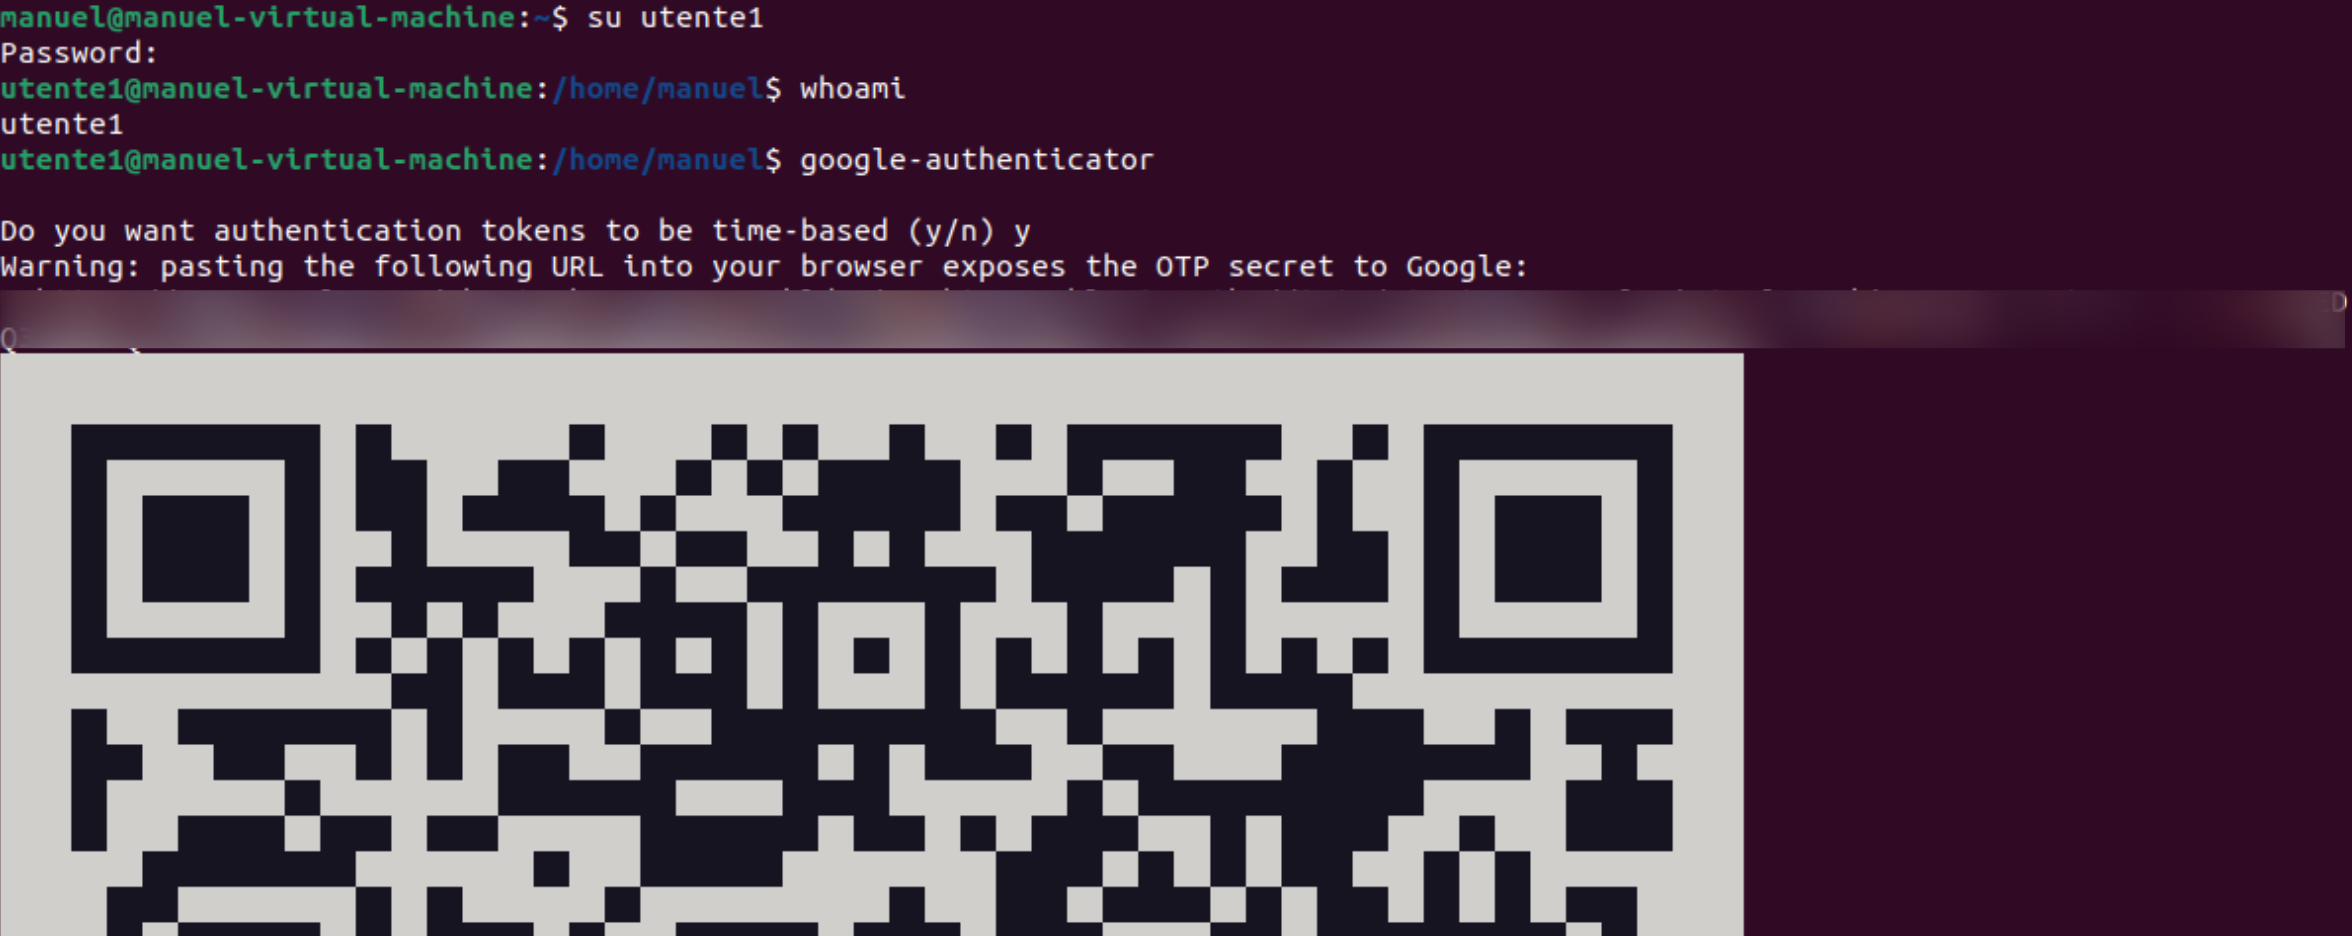 manuel@manuel-virtual-machine:~$ su utente1
Password:
utente1@manuel-virtual-machine:/home/manuel$ whoami
utente1
utente1@manuel-virtual-machine:/home/manuel$ google-authenticator
Do you want authentication tokens to be time-based (y/n) y
Warning: pasting the following URL into your browser exposes the OTP secret to Google: